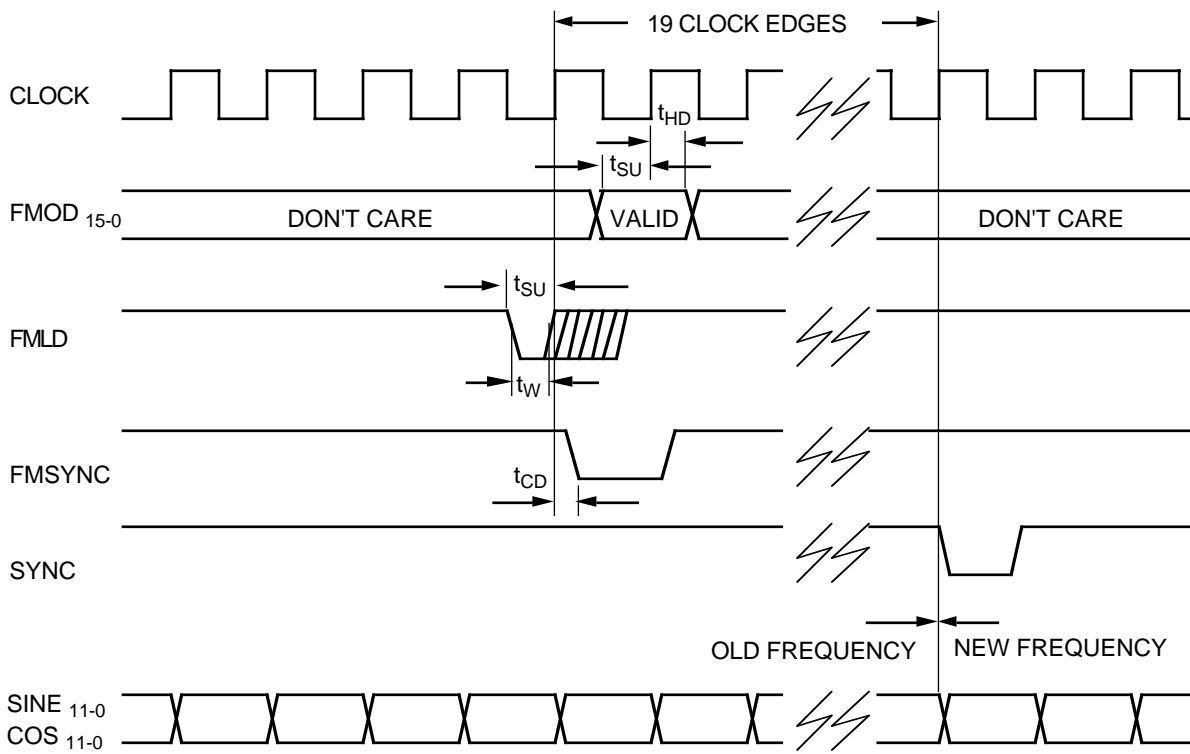 19 CLOCK EDGES
CLOCK
tHD
tSU
FMOD 15-0
DON'T CARE
VALID
DON'T CARE
tSU
FMLD
tW
FMSYNC
tCD
SYNC
OLD FREQUENCY
NEW FREQUENCY
SINE 11-0
COS 11-0